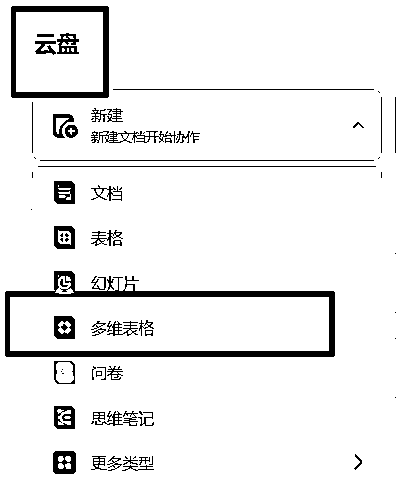 云盘
新建
新建文档开始协作
文档
表格
幻灯片
多维表格
问卷
思维笔记
更多类型